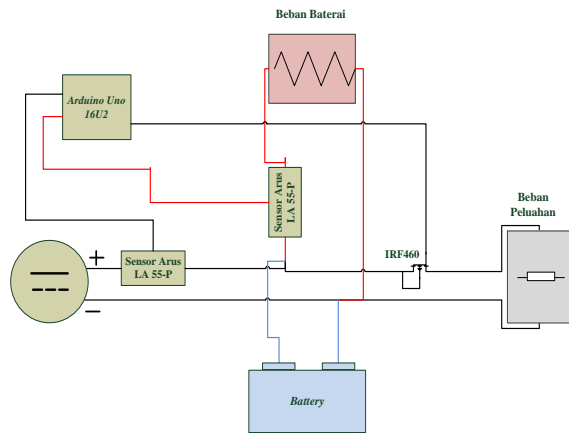 Beban Baterai
Arduino Uno
16U2
Sensor Arus
LA 55-P
Beban
Peluahan
IRF460
+
Sensor Arus
LA 55-P
−
Battery